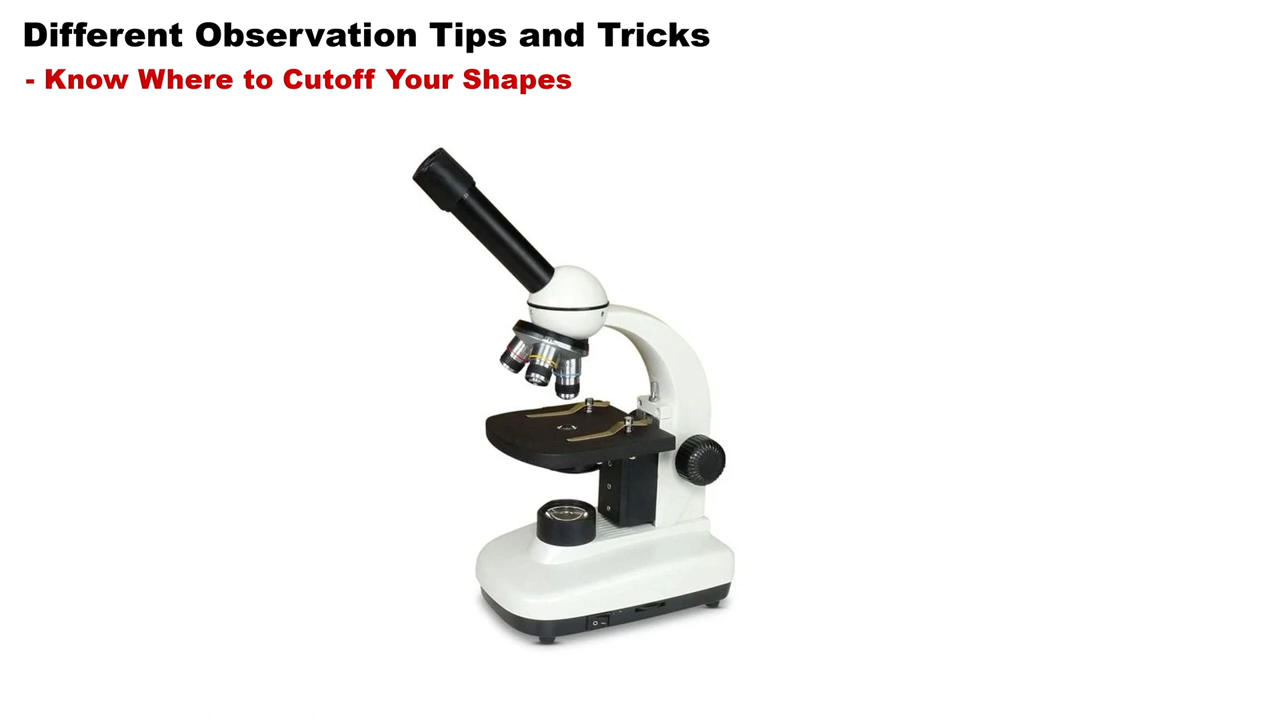 Different Observation Tips and Tricks
- Know Where to Cutoff Your Shapes